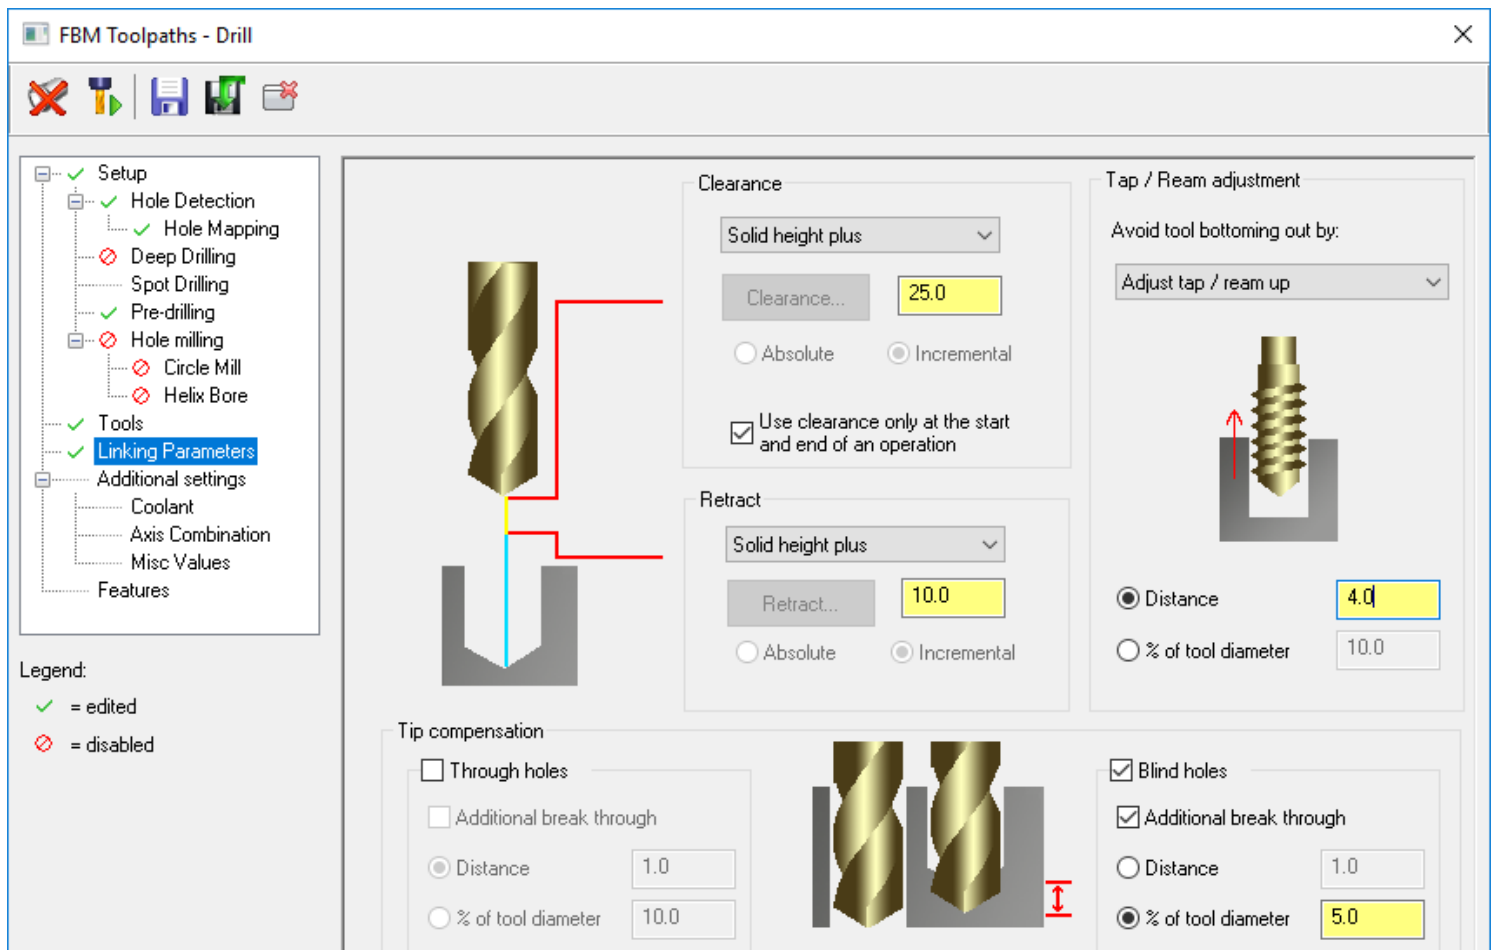 FBM Toolpaths - Drill
Setup
Hole Detection
Hole Mapping
Deep Drilling
Spot Drilling
Pre-drilling
Hole milling
Circle Mill
Helix Bore
Tools
Linking Parameters
Additional settings
Coolant
Axis Combination
Misc Values
Features
Legend:
= edited
= disabled
Clearance
Solid height plus
Clearance...
25.0
Absolute
Incremental
Use clearance only at the start
and end of an operation
Retract
Solid height plus
Retract...
10.0
Absolute
Incremental
Tap / Ream adjustment
Avoid tool bottoming out by:
Adjust tap / ream up
Distance
4.0
% of tool diameter
10.0
Tip compensation
Through holes
Additional break through
Distance
1.0
% of tool diameter
10.0
Blind holes
Additional break through
Distance
1.0
% of tool diameter
5.0